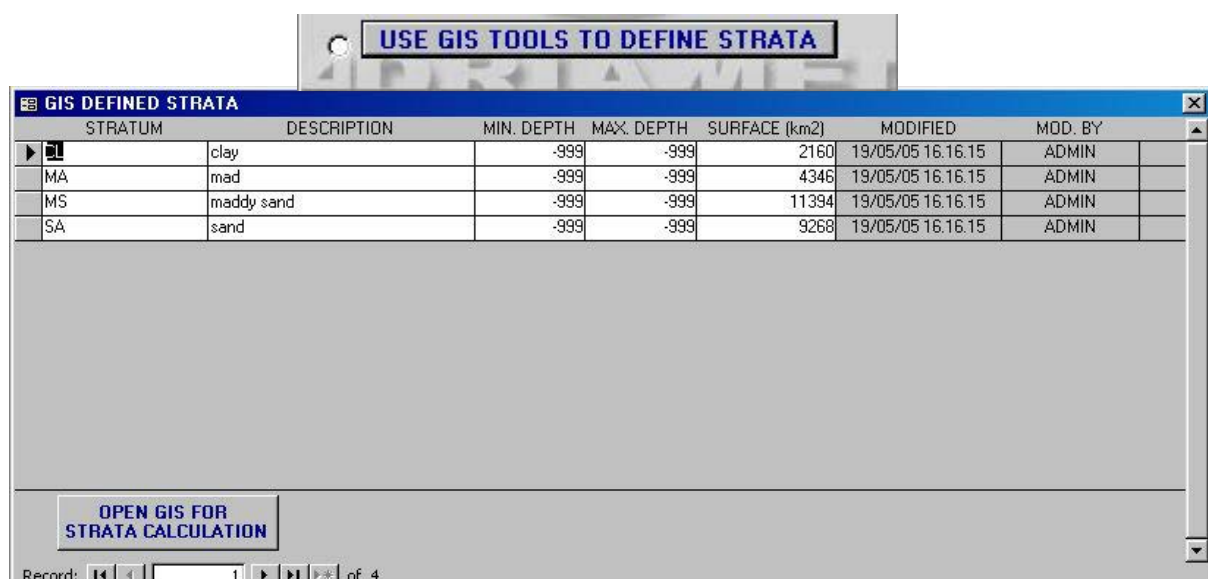 USE GIS TOOLS TO DEFINE STRATA
GIS DEFINED STRATA
STRATUM DESCRIPTION MIN. DEPTH MAX. DEPTH SURFACE (km2) MODIFIED MOD. BY
CL clay -999 -999 2160 19/05/05 16.16.15 ADMIN
MA mad -999 -999 4346 19/05/05 16.16.15 ADMIN
MS maddy sand -999 -999 11394 19/05/05 16.16.15 ADMIN
SA sand -999 -999 9268 19/05/05 16.16.15 ADMIN
OPEN GIS FOR
STRATA CALCULATION
Record: 1 of 4